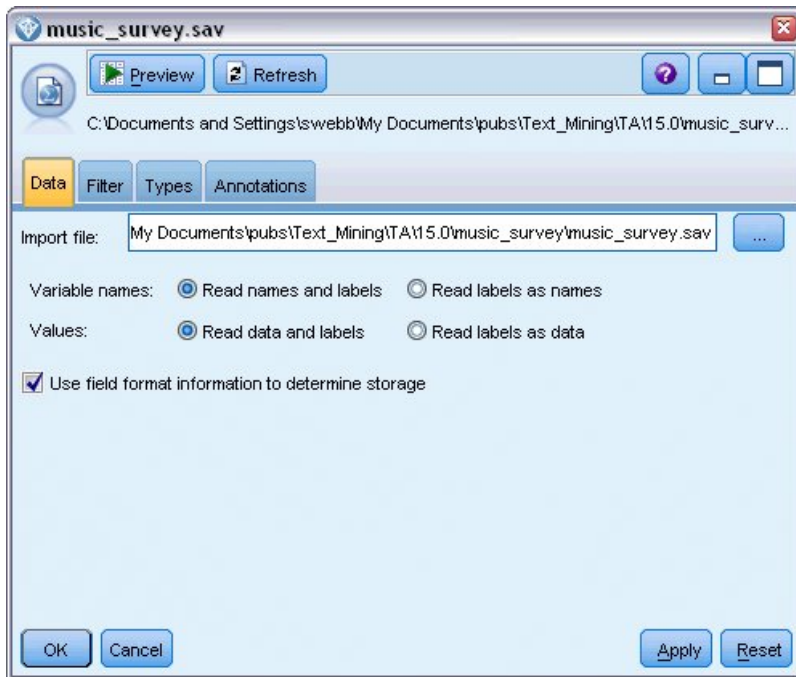 music_survey.sav
Preview Refresh
C:\Documents and Settings\swebb\My Documents\pubs\Text_Mining\TA\15.0\music_surv...
Data Filter Types Annotations
Import file: My Documents\pubs\Text_Mining\TA\15.0\music_survey\music_survey.sav ...
Variable names: Read names and labels Read labels as names
Values: Read data and labels Read labels as data
Use field format information to determine storage
OK Cancel Apply Reset